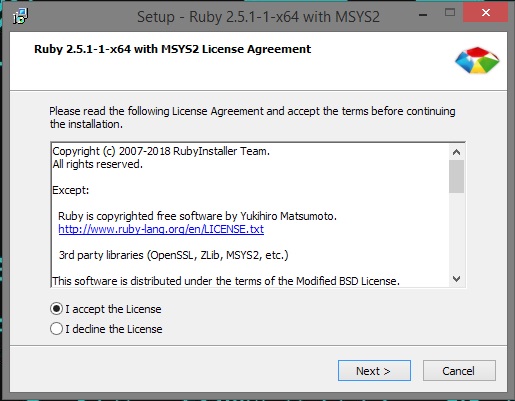 Setup - Ruby 2.5.1-1-x64 with MSYS2
Ruby 2.5.1-1-x64 with MSYS2 License Agreement
Please read the following License Agreement and accept the terms before continuing
the installation.
Copyright (c) 2007-2018 RubyInstaller Team.
All rights reserved.
Except:
Ruby is copyrighted free software by Yukihiro Matsumoto.
http://www.ruby-lang.org/en/LICENSE.txt
3rd party libraries (OpenSSL, ZLib, MSYS2, etc.)
This software is distributed under the terms of the Modified BSD License.
I accept the License
I decline the License
Next >
Cancel